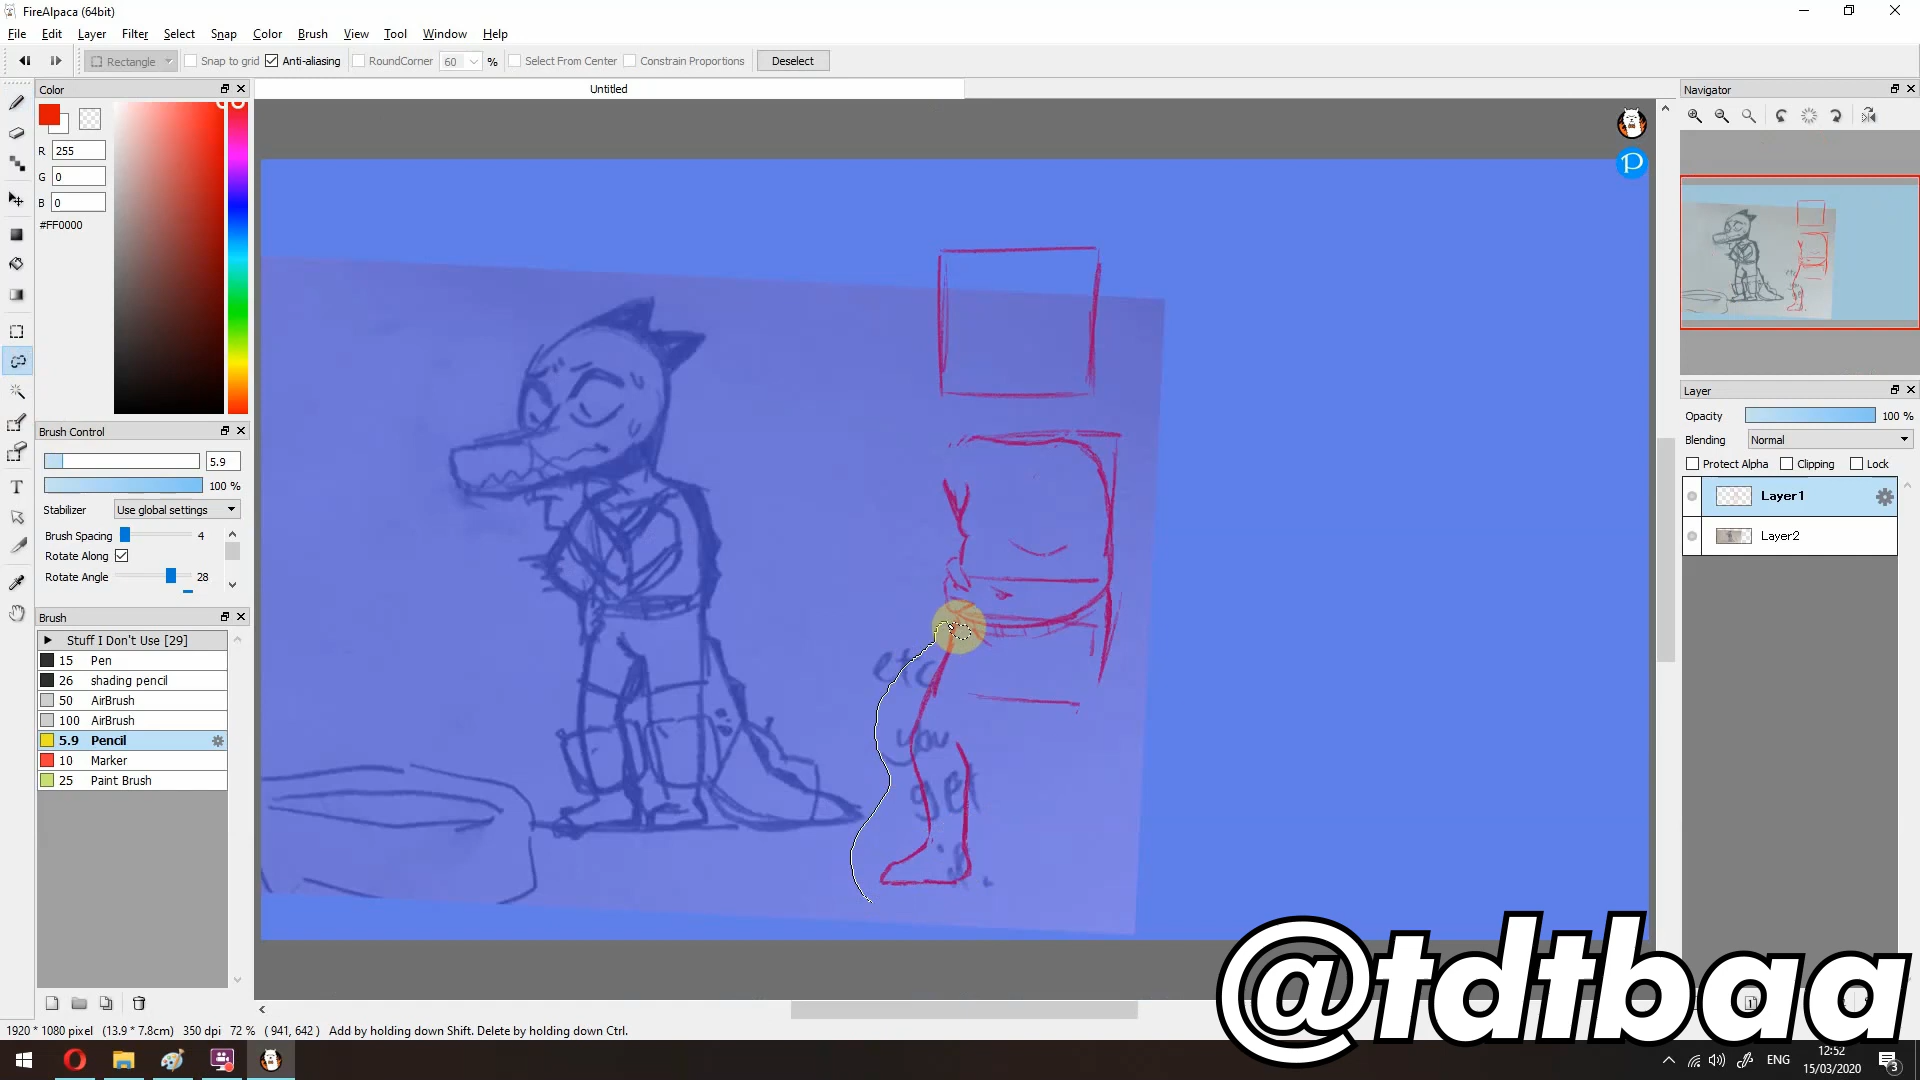 FireAlpaca (64bit)
File Edit Layer Filter Select Snap Color Brush View Tool Window Help
Rectangle Snap to grid Anti-aliasing RoundCorner 60 % Select From Center Constrain Proportions Deselect
Color
Untitled
Navigator
R 255
G 0
B 0
#FF0000
Brush Control
5.9
100 %
Stabilizer Use global settings
Brush Spacing 4
Rotate Along
Rotate Angle 28
Brush
Stuff I Don't Use [29]
15 Pen
26 shading pencil
50 AirBrush
100 AirBrush
5.9 Pencil
10 Marker
25 Paint Brush
etc
you
get
it.
P
Layer
Opacity 100 %
Blending Normal
Protect Alpha Clipping Lock
Layer1
Layer2
@tdtbaa
1920 * 1080 pixel (13.9 * 7.8cm) 350 dpi 72 % ( 941, 642 ) Add by holding down Shift. Delete by holding down Ctrl.
ENG
12:52
15/03/2020
3